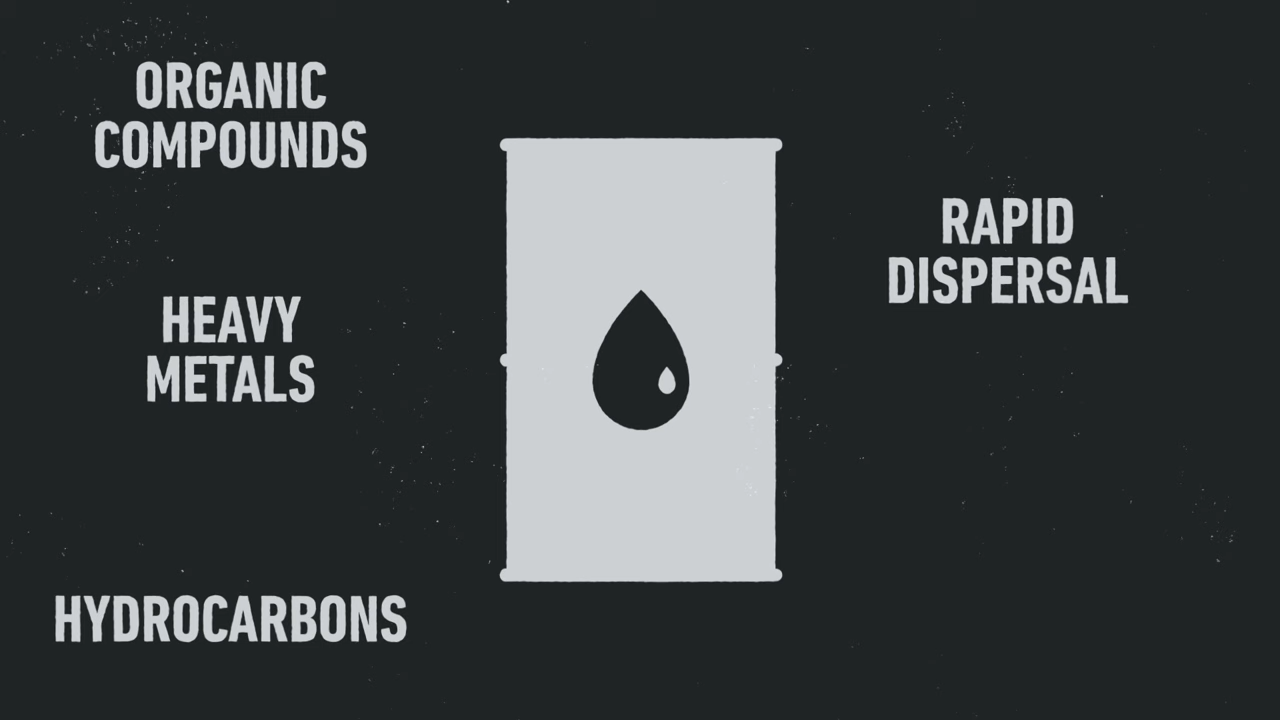 ORGANIC
COMPOUNDS
HEAVY
METALS
HYDROCARBONS
RAPID
DISPERSAL